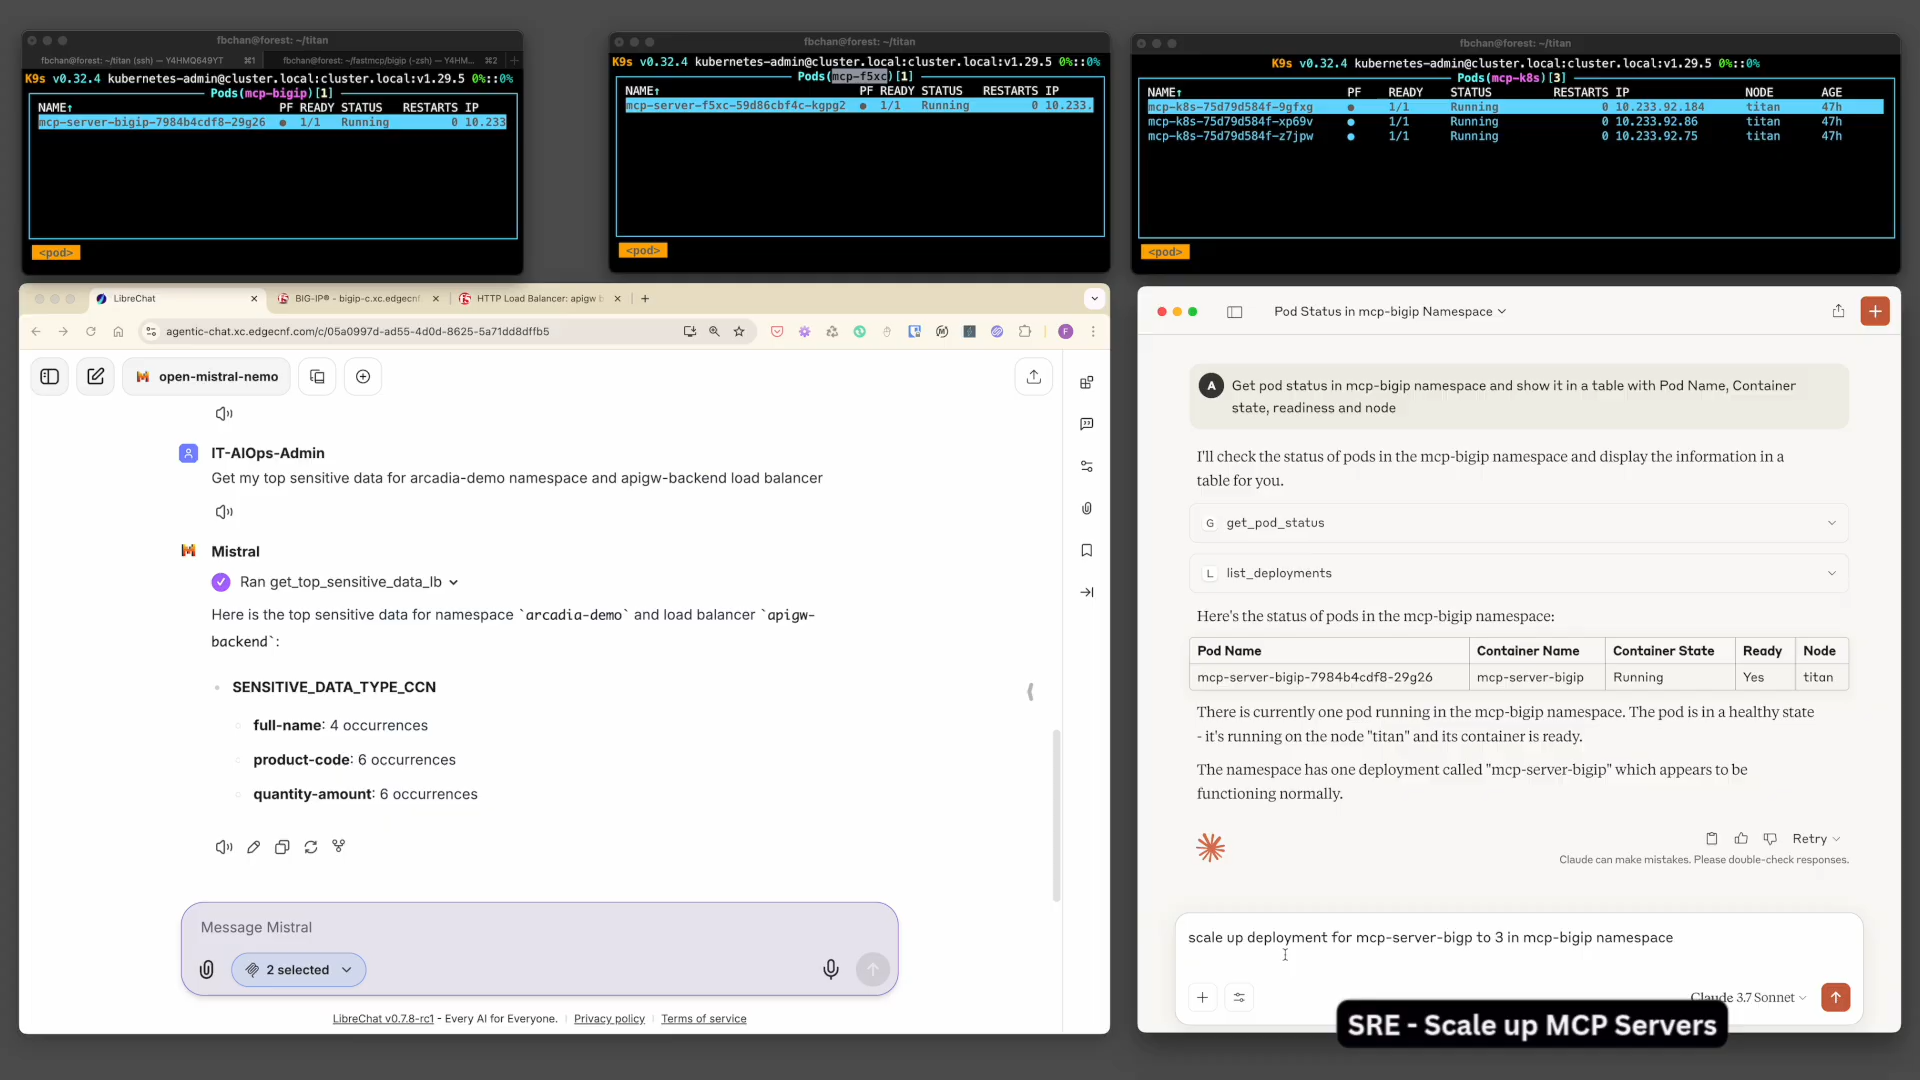 fbchan@forest: ~/titan
fbchan@forest: ~/titan (ssh) — Y4HMQ649YT ⌘1 fbchan@forest: ~/fastmcp/bigip (-zsh) — Y4HM... ⌘2
K9s v0.32.4 kubernetes-admin@cluster.local:cluster.local:v1.29.5 0%::0%
Pods(mcp-bigip)[1]
NAME↑ PF READY STATUS RESTARTS IP
mcp-server-bigip-7984b4cdf8-29g26 ● 1/1 Running 0 10.233
<pod>
fbchan@forest: ~/titan
K9s v0.32.4 kubernetes-admin@cluster.local:cluster.local:v1.29.5 0%::0%
Pods(mcp-f5xc)[1]
NAME↑ PF READY STATUS RESTARTS IP
mcp-server-f5xc-59d86cbf4c-kgpg2 ● 1/1 Running 0 10.233.
<pod>
fbchan@forest: ~/titan
K9s v0.32.4 kubernetes-admin@cluster.local:cluster.local:v1.29.5 0%::0%
Pods(mcp-k8s)[3]
NAME↑ PF READY STATUS RESTARTS IP NODE AGE
mcp-k8s-75d79d584f-9gfxg ● 1/1 Running 0 10.233.92.184 titan 47h
mcp-k8s-75d79d584f-xp69v ● 1/1 Running 0 10.233.92.86 titan 47h
mcp-k8s-75d79d584f-z7jpw ● 1/1 Running 0 10.233.92.75 titan 47h
<pod>
LibreChat BIG-IP® - bigip-c.xc.edgecnf HTTP Load Balancer: apigw b
agentic-chat.xc.edgecnf.com/c/05a0997d-ad55-4d0d-8625-5a71dd8dffb5
F
open-mistral-nemo
IT-AIOps-Admin
Get my top sensitive data for arcadia-demo namespace and apigw-backend load balancer
Mistral
Ran get_top_sensitive_data_lb
Here is the top sensitive data for namespace `arcadia-demo` and load balancer `apigw-
backend`:
SENSITIVE_DATA_TYPE_CCN
full-name: 4 occurrences
product-code: 6 occurrences
quantity-amount: 6 occurrences
Message Mistral
2 selected
LibreChat v0.7.8-rc1 - Every AI for Everyone. Privacy policy Terms of service
Pod Status in mcp-bigip Namespace
A
Get pod status in mcp-bigip namespace and show it in a table with Pod Name, Container
state, readiness and node
I'll check the status of pods in the mcp-bigip namespace and display the information in a
table for you.
G get_pod_status
L list_deployments
Here's the status of pods in the mcp-bigip namespace:
Pod Name Container Name Container State Ready Node
mcp-server-bigip-7984b4cdf8-29g26 mcp-server-bigip Running Yes titan
There is currently one pod running in the mcp-bigip namespace. The pod is in a healthy state
- it's running on the node "titan" and its container is ready.
The namespace has one deployment called "mcp-server-bigip" which appears to be
functioning normally.
Retry
Claude can make mistakes. Please double-check responses.
scale up deployment for mcp-server-bigp to 3 in mcp-bigip namespace
Claude 3.7 Sonnet
SRE - Scale up MCP Servers